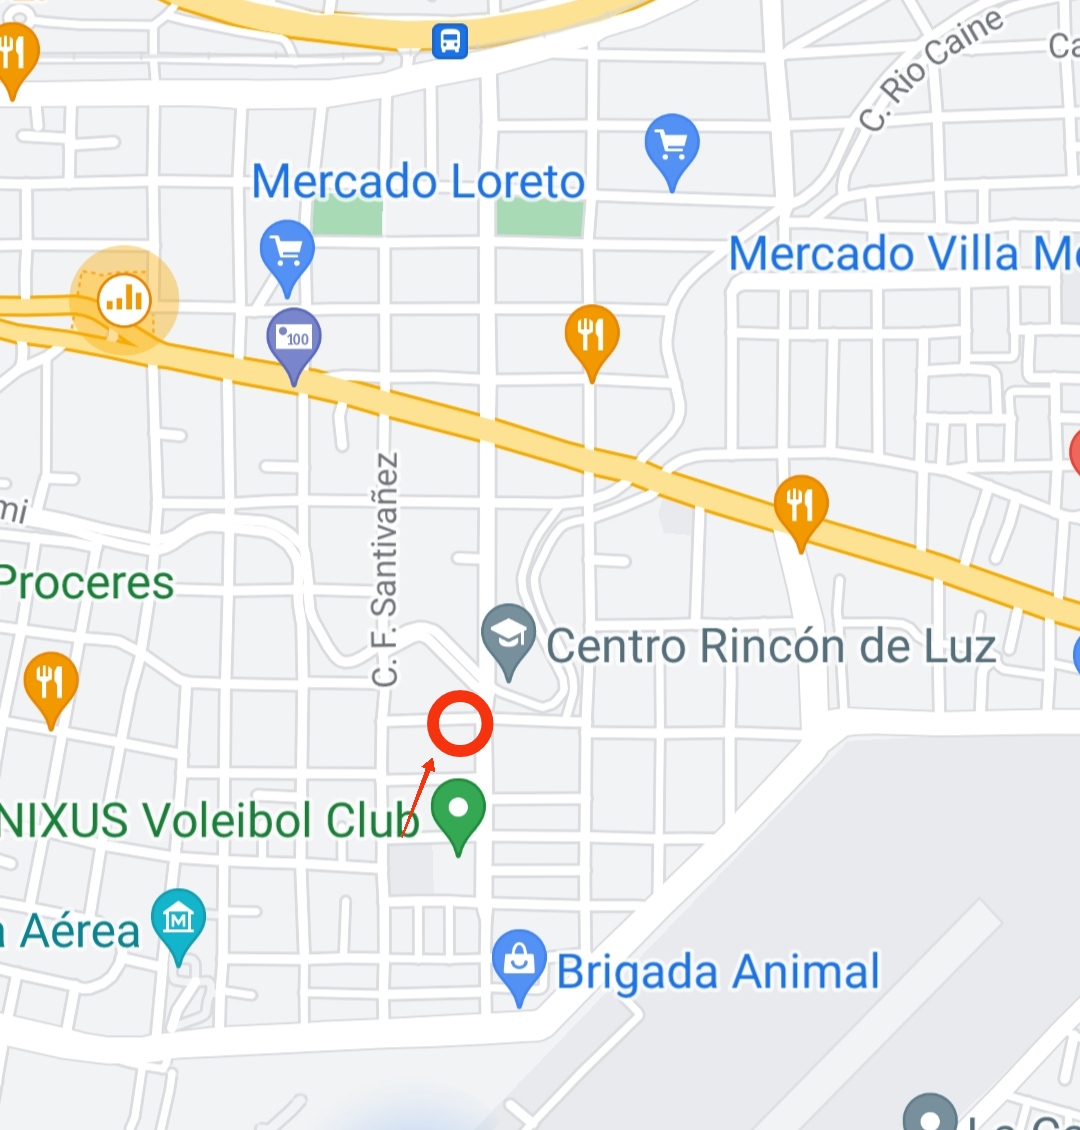 C. Rio Caine
Ca
Mercado Loreto
Mercado Villa Mo
100
C. F. Santivañez
mi
Proceres
Centro Rincón de Luz
NIXUS Voleibol Club
M
a Aérea
Brigada Animal